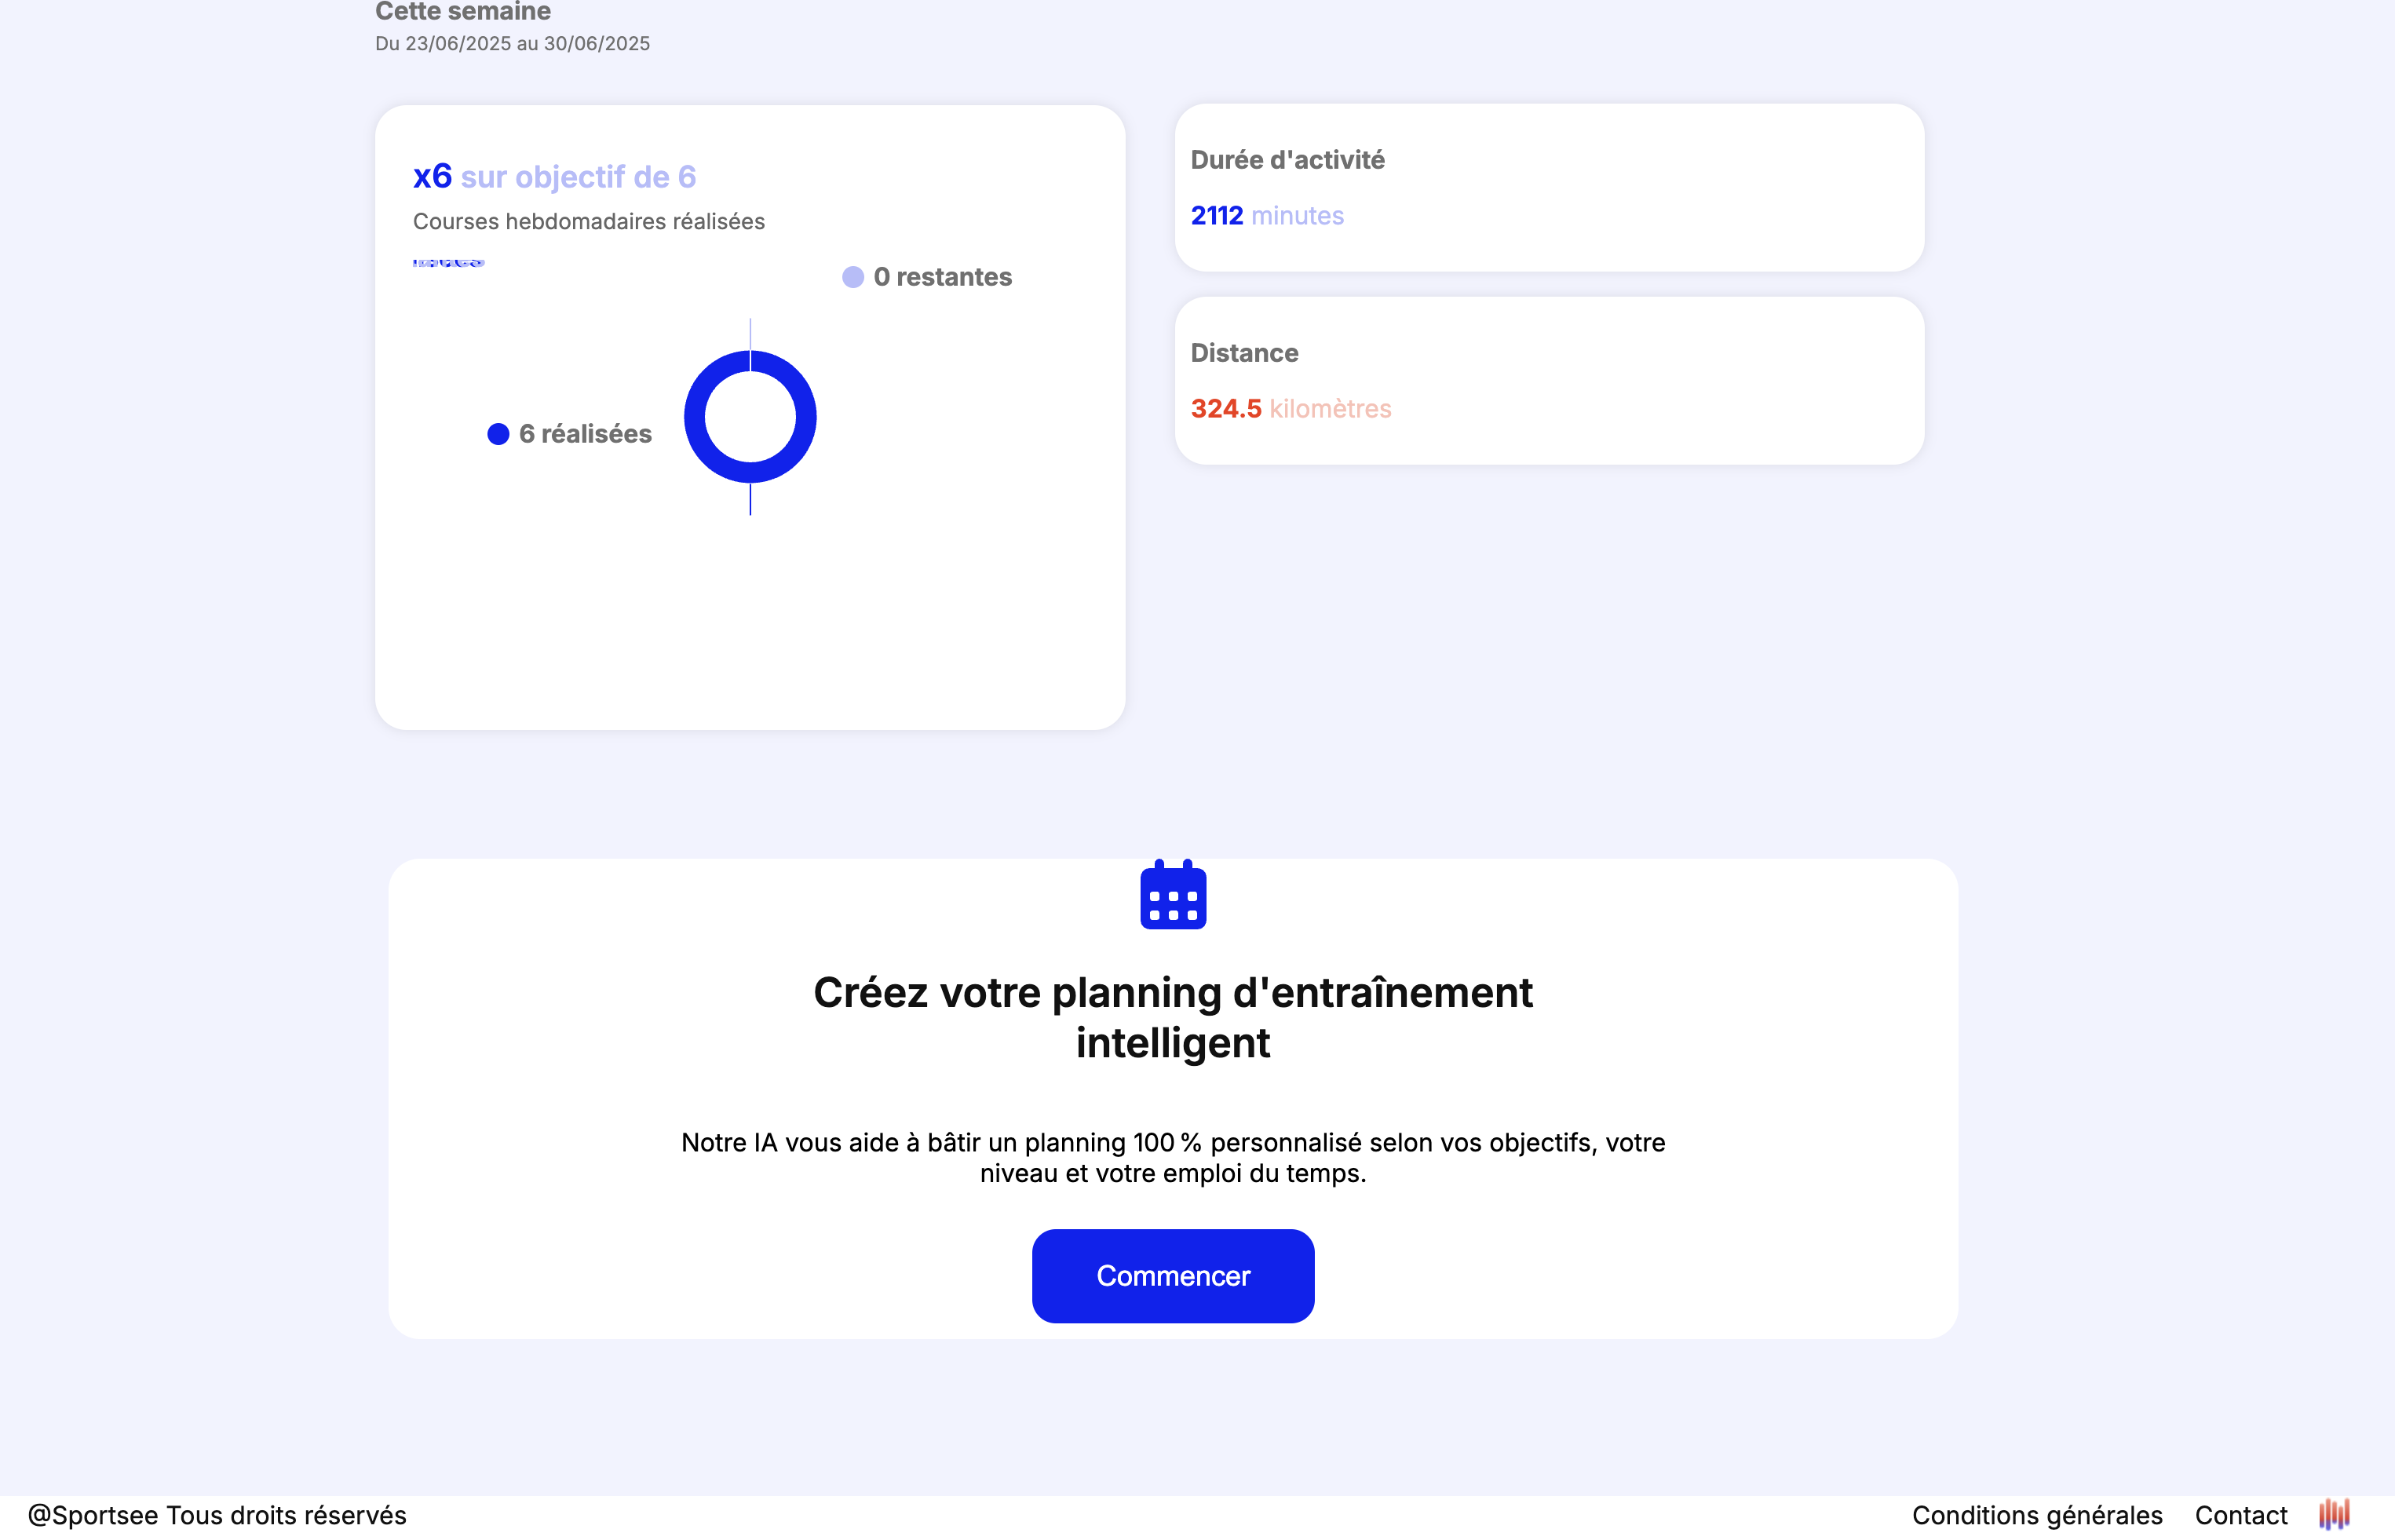 Cette semaine
Du 23/06/2025 au 30/06/2025
x6 sur objectif de 6
Courses hebdomadaires réalisées
0 restantes
6 réalisées
Durée d'activité
2112 minutes
Distance
324.5 kilomètres
Créez votre planning d'entraînement
intelligent
Notre IA vous aide à bâtir un planning 100 % personnalisé selon vos objectifs, votre
niveau et votre emploi du temps.
Commencer
@Sportsee Tous droits réservés
Conditions générales
Contact